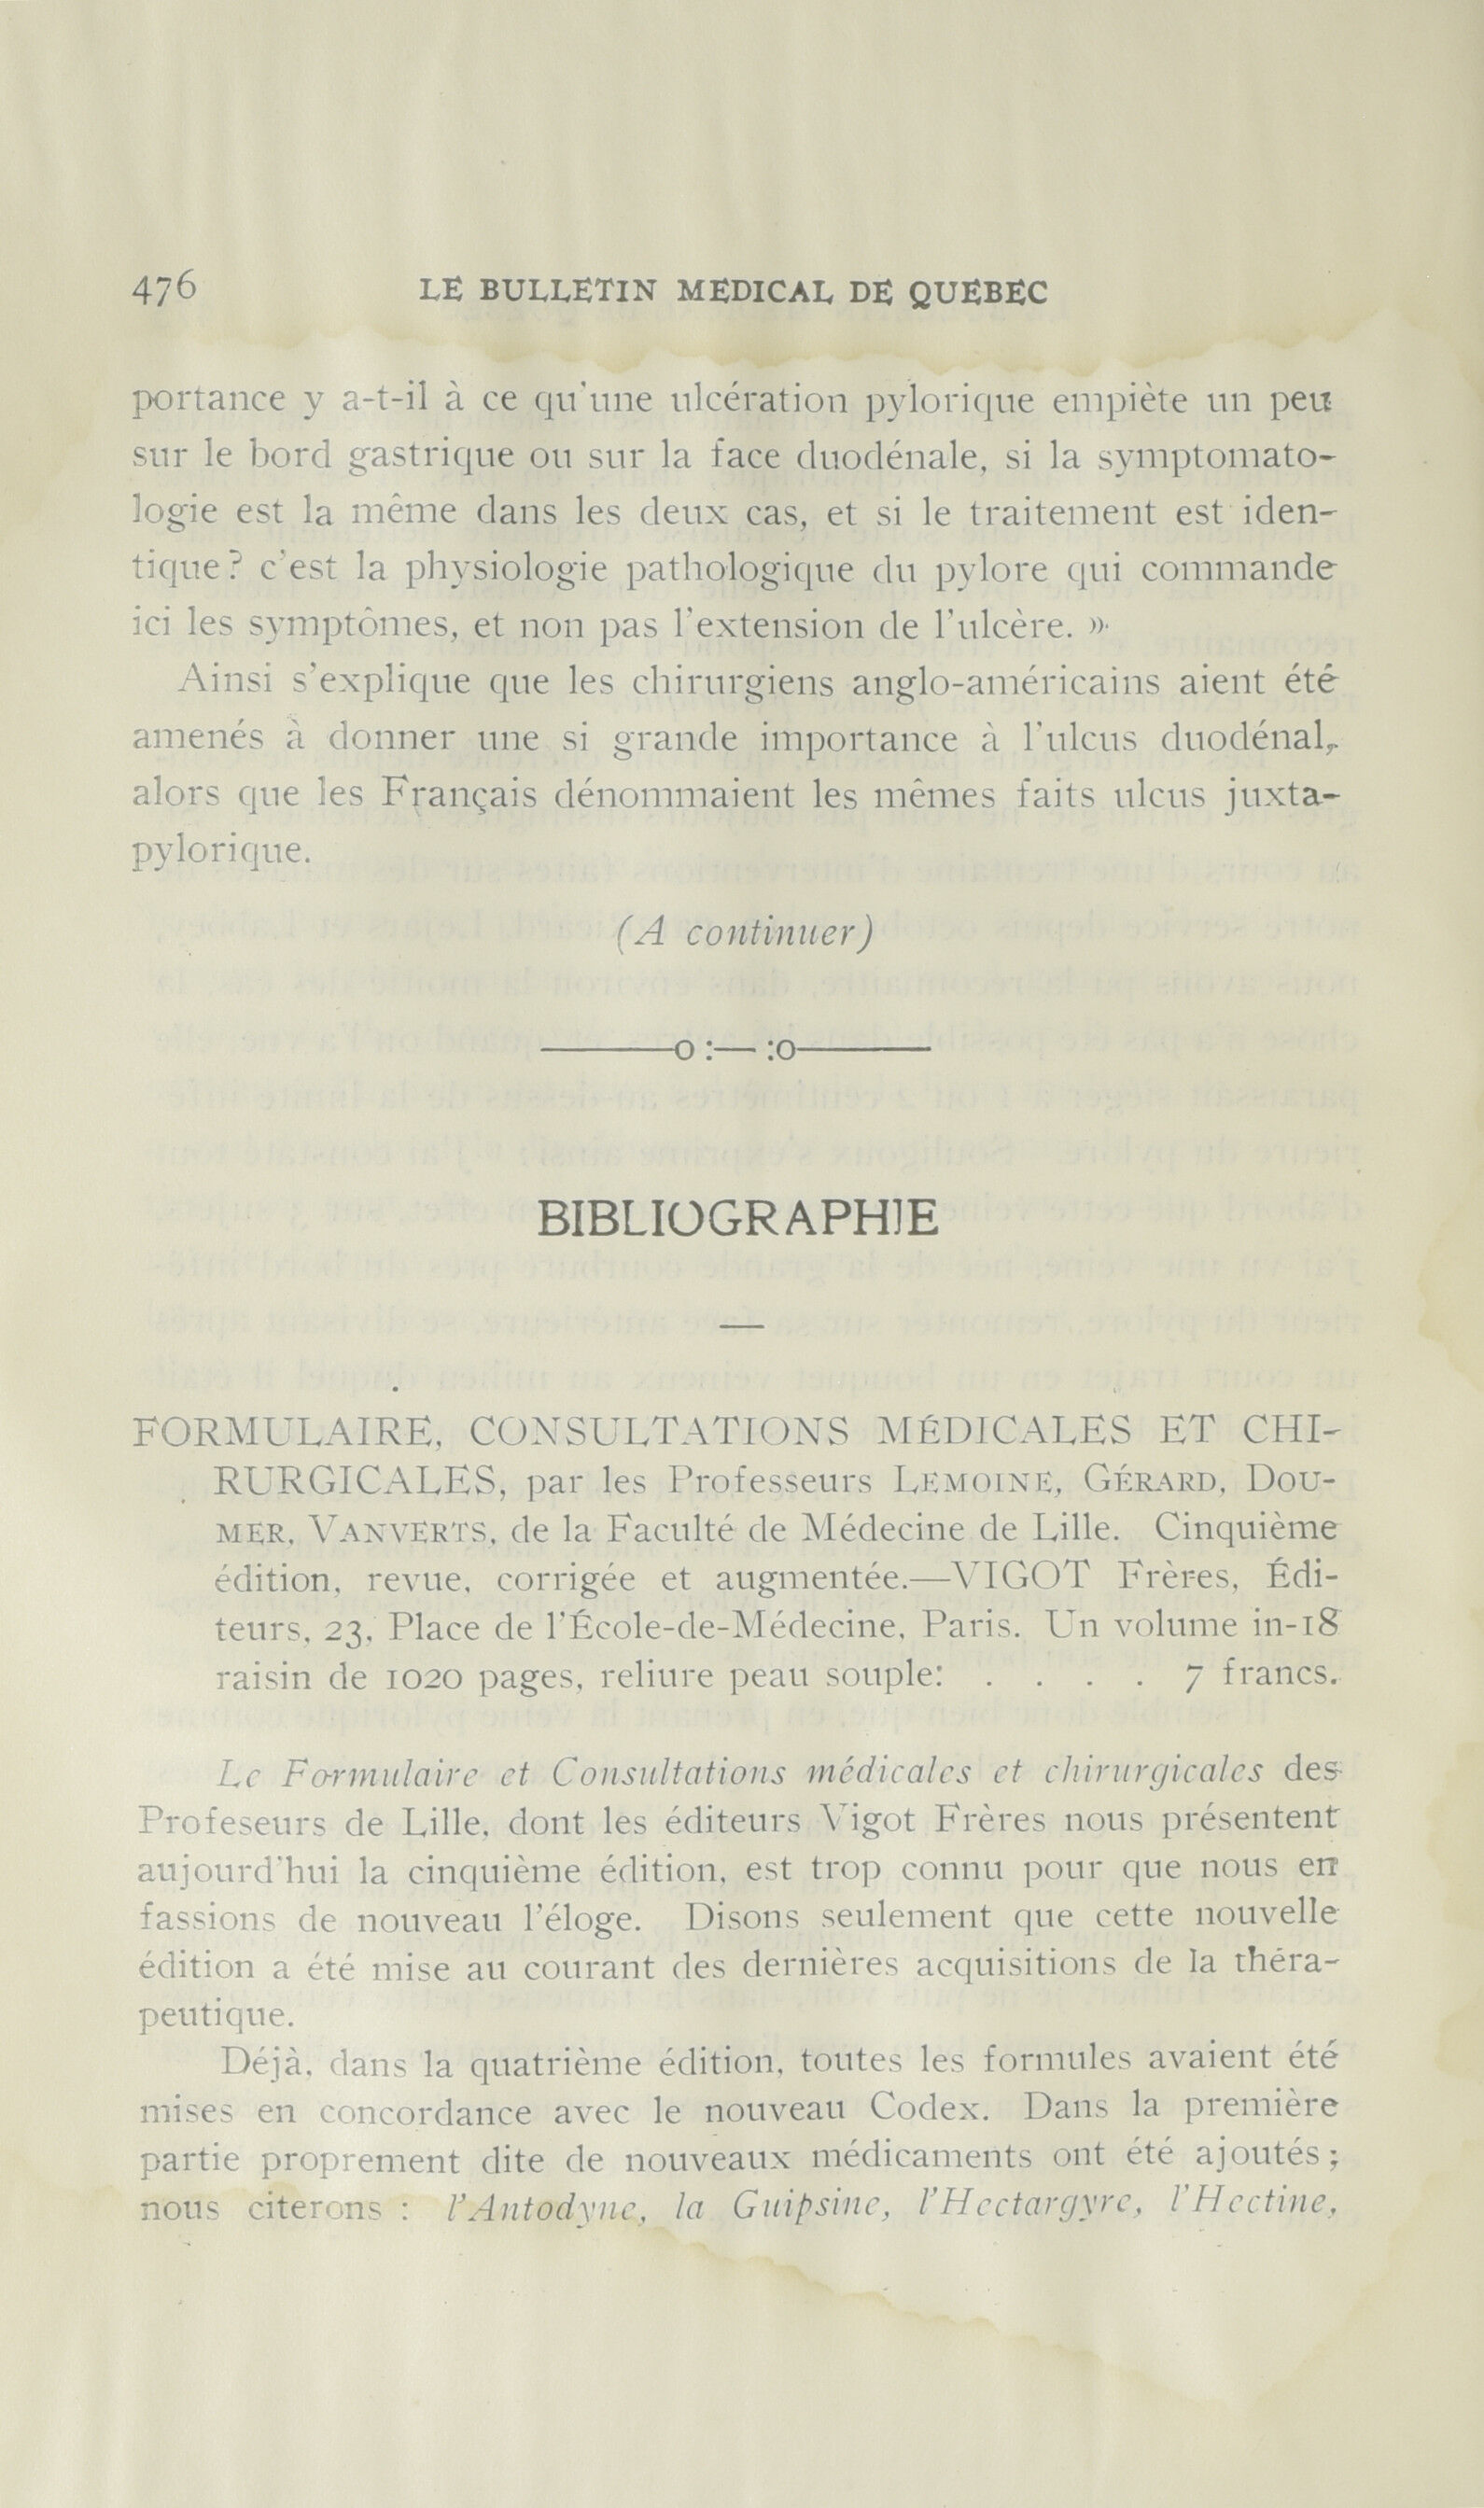 476 LE BULLETIN MEDICAL DE QUEBEC
portance y a-t-il à ce qu'une ulcération pylorique empiète un peu
sur le bord gastrique ou sur la face duodénale, si la symptomato-
logie est la même dans les deux cas, et si le traitement est iden-
tique? c'est la physiologie pathologique du pylore qui commande
ici les symptômes, et non pas l'extension de l'ulcère. ».
Ainsi s'explique que les chirurgiens anglo-américains aient été
amenés à donner une si grande importance à l'ulcus duodénal,
alors que les Français dénommaient les mêmes faits ulcus juxta-
pylorique.
(A continuer)
———o :— :o———
BIBLIOGRAPHIE
FORMULAIRE, CONSULTATIONS MÉDICALES ET CHI-
RURGICALES, par les Professeurs LEMOINE, GÉRARD, DOU-
MER, VANVERTS, de la Faculté de Médecine de Lille. Cinquième
édition, revue, corrigée et augmentée.—VIGOT Frères, Édi-
teurs, 23, Place de l'École-de-Médecine, Paris. Un volume in-18
raisin de 1020 pages, reliure peau souple: . . . . 7 francs.
Le Formulaire et Consultations médicales et chirurgicales des
Profeseurs de Lille, dont les éditeurs Vigot Frères nous présentent
aujourd'hui la cinquième édition, est trop connu pour que nous en
fassions de nouveau l'éloge. Disons seulement que cette nouvelle
édition a été mise au courant des dernières acquisitions de la théra-
peutique.
Déjà, dans la quatrième édition, toutes les formules avaient été
mises en concordance avec le nouveau Codex. Dans la première
partie proprement dite de nouveaux médicaments ont été ajoutés;
nous citerons : l'Antodyne, la Guipsine, l'Hectargyre, l'Hectine,